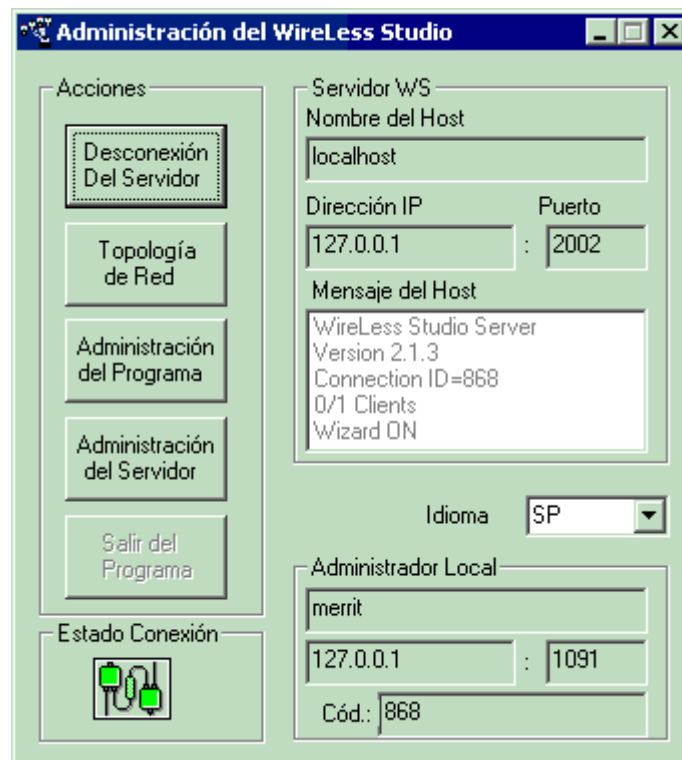 Administración del WireLess Studio
Acciones
Desconexión
Del Servidor
Topología
de Red
Administración
del Programa
Administración
del Servidor
Salir del
Programa
Estado Conexión
Servidor WS
Nombre del Host
localhost
Dirección IP Puerto
127.0.0.1 : 2002
Mensaje del Host
WireLess Studio Server
Version 2.1.3
Connection ID=868
0/1 Clients
Wizard ON
Idioma SP
Administrador Local
merrit
127.0.0.1 : 1091
Cód.: 868